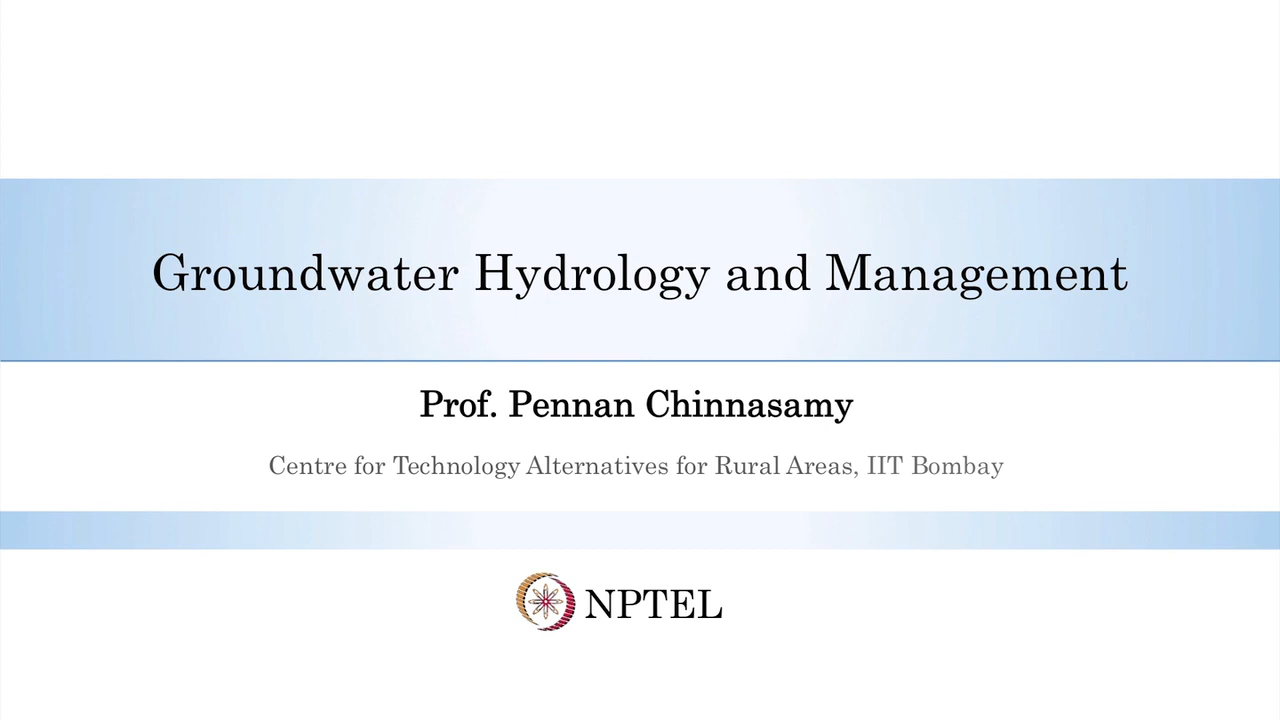 Groundwater Hydrology and Management
Prof. Pennan Chinnasamy
Centre for Technology Alternatives for Rural Areas, IIT Bombay
NPTEL